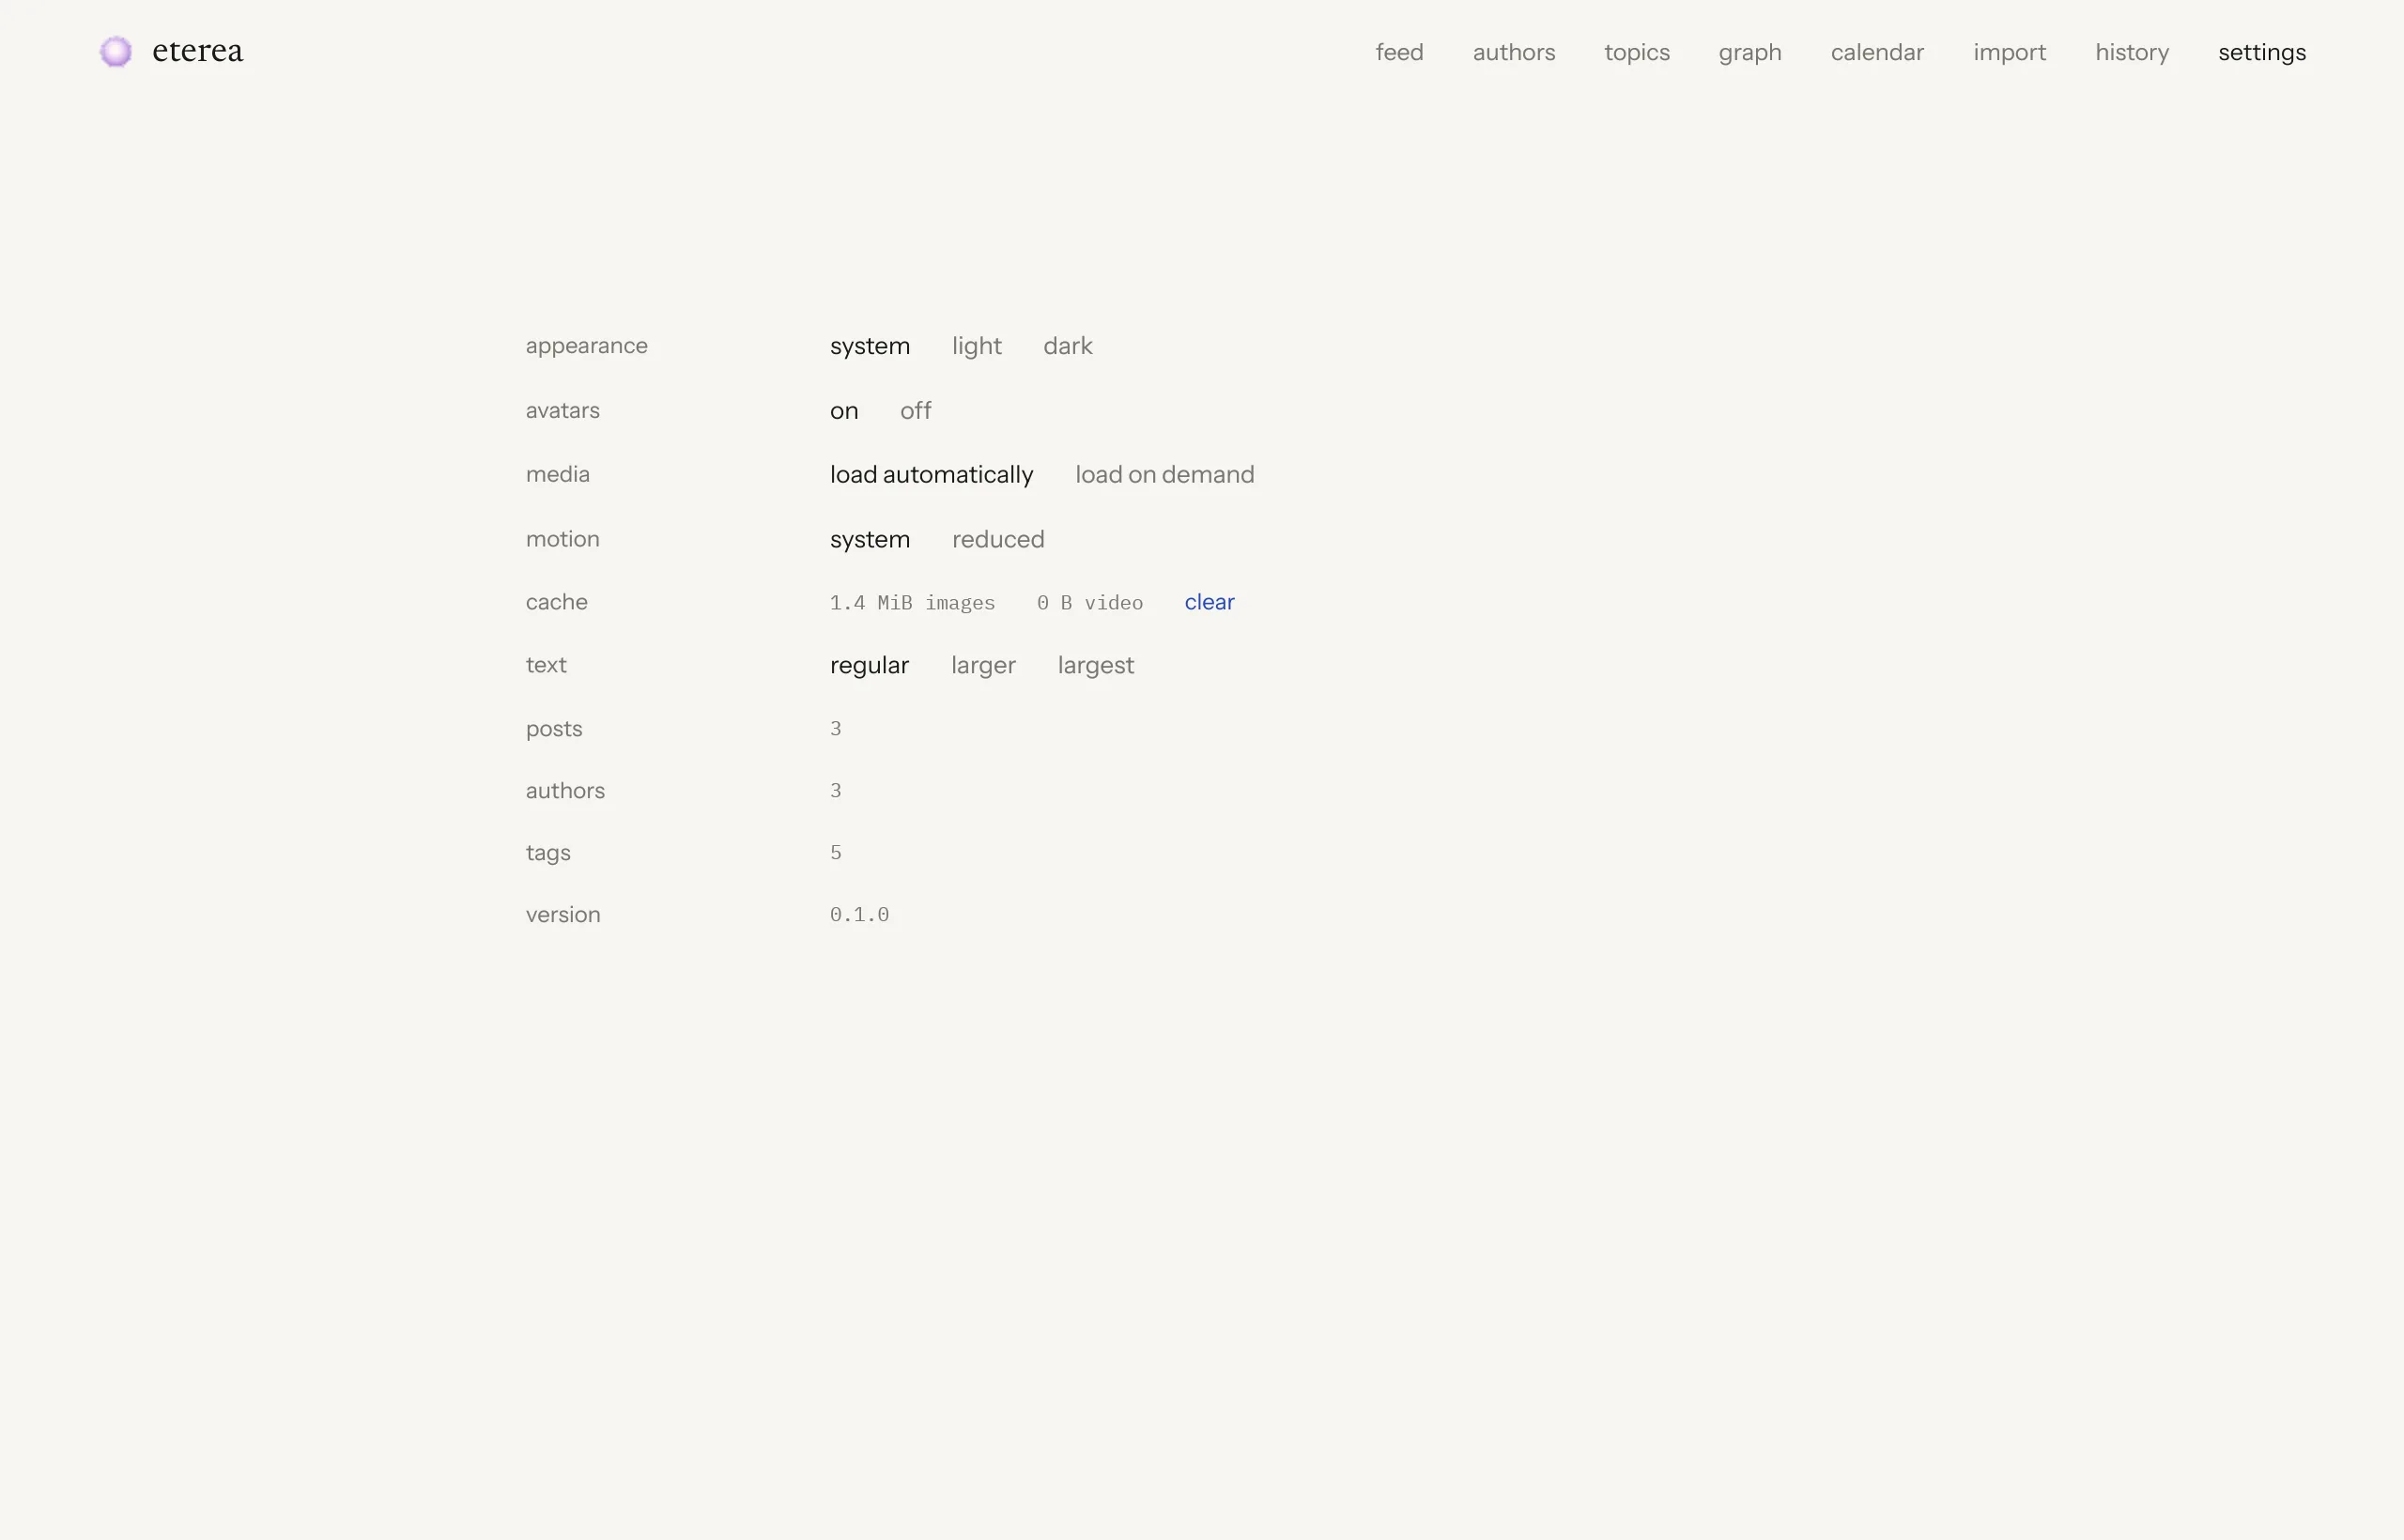 eterea feed authors topics graph calendar import history settings
appearance system light dark
avatars on off
media load automatically load on demand
motion system reduced
cache 1.4 MiB images 0 B video clear
text regular larger largest
posts 3
authors 3
tags 5
version 0.1.0